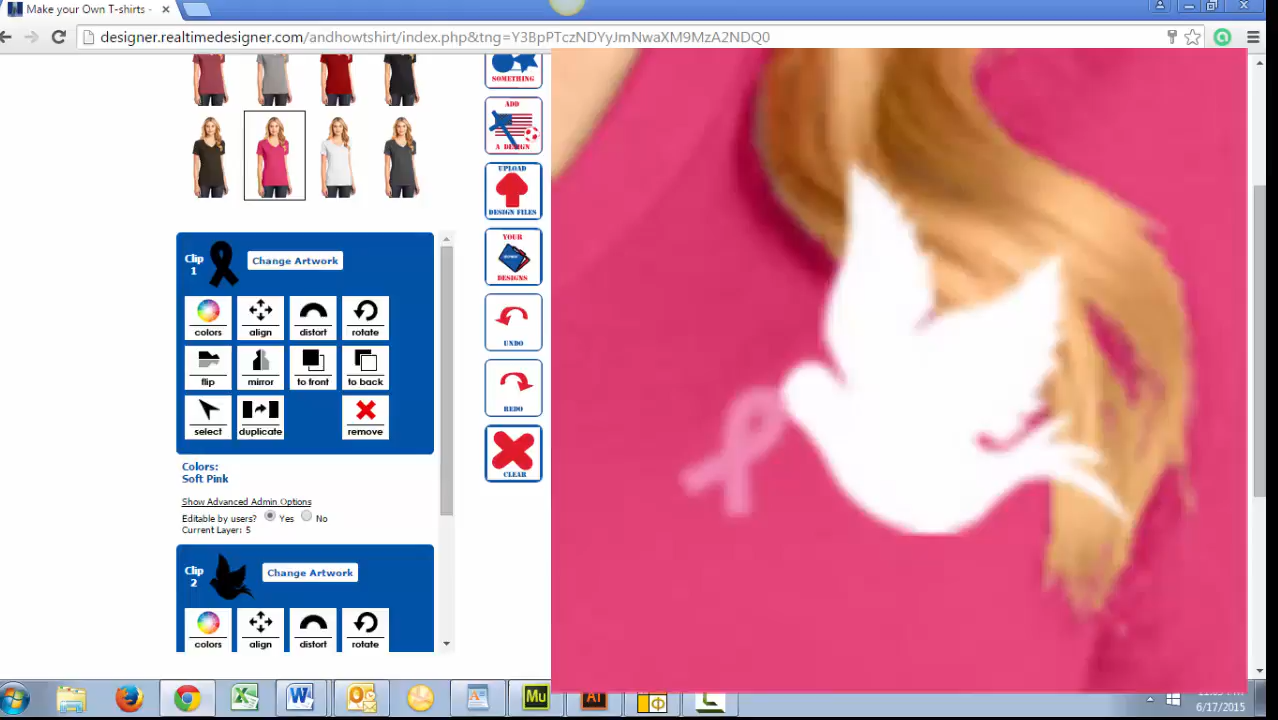 Make your Own T-shirts -
designer.realtimedesigner.com/andhowtshirt/index.php&tng=Y3BpPTczNDYyJmNwaXM9MzA2NDQ0
SOMETHING
ADD
A DESIGN
UPLOAD
DESIGN FILES
YOUR
DESIGNS
UNDO
REDO
CLEAR
Clip
1
Change Artwork
colors
align
distort
rotate
flip
mirror
to front
to back
select
duplicate
remove
Colors:
Soft Pink
Show Advanced Admin Options
Editable by users? Yes No
Current Layer: 5
Clip
2
Change Artwork
colors
align
distort
rotate
Mu
Ai
6/17/2015